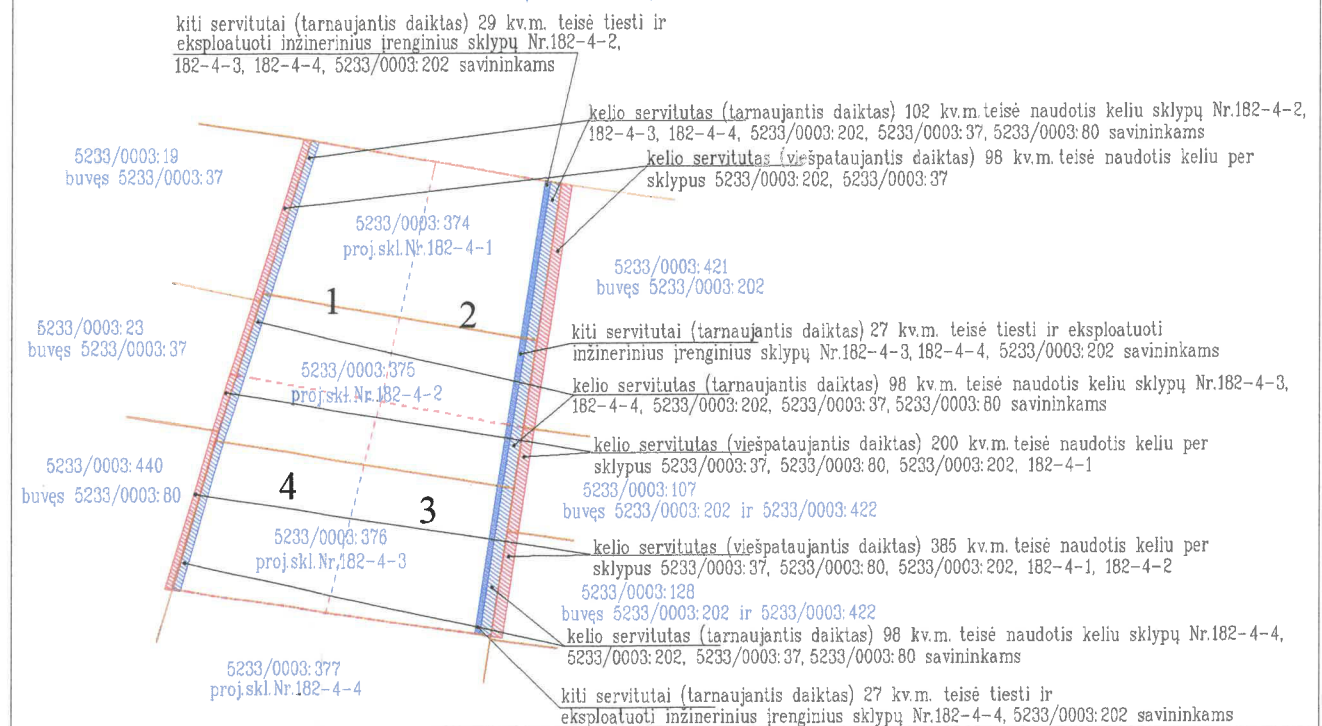 kiti servitutai (tarnaujantis daiktas) 29 kv.m. teisė tiesti ir
eksploatuoti inžinerinius įrenginius sklypų Nr.182-4-2,
182-4-3, 182-4-4, 5233/0003:202 savininkams
kelio servitutas (tarnaujantis daiktas) 102 kv.m. teisė naudotis keliu sklypų Nr.182-4-2,
182-4-3, 182-4-4, 5233/0003:202, 5233/0003:37, 5233/0003:80 savininkams
5233/0003:19
buvęs 5233/0003:37
kelio servitutas (viešpataujantis daiktas) 98 kv.m. teisė naudotis keliu per
sklypus 5233/0003:202, 5233/0003:37
5233/0003:374
proj.skl.Nr.182-4-1
5233/0003:421
buvęs 5233/0003:202
1
2
5233/0003:23
buvęs 5233/0003:37
kiti servitutai (tarnaujantis daiktas) 27 kv.m. teisė tiesti ir eksploatuoti
inžinerinius įrenginius sklypų Nr.182-4-3, 182-4-4, 5233/0003:202 savininkams
5233/0003:375
proj.skl.Nr.182-4-2
kelio servitutas (tarnaujantis daiktas) 98 kv.m. teisė naudotis keliu sklypų Nr.182-4-3,
182-4-4, 5233/0003:202, 5233/0003:37, 5233/0003:80 savininkams
kelio servitutas (viešpataujantis daiktas) 200 kv.m. teisė naudotis keliu per
sklypus 5233/0003:37, 5233/0003:80, 5233/0003:202, 182-4-1
5233/0003:440
buvęs 5233/0003:80
4
3
5233/0003:107
buvęs 5233/0003:202 ir 5233/0003:422
5233/0003:376
proj.skl.Nr.182-4-3
kelio servitutas (viešpataujantis daiktas) 385 kv.m. teisė naudotis keliu per
sklypus 5233/0003:37, 5233/0003:80, 5233/0003:202, 182-4-1, 182-4-2
5233/0003:128
buvęs 5233/0003:202 ir 5233/0003:422
kelio servitutas (tarnaujantis daiktas) 98 kv.m. teisė naudotis keliu sklypų Nr.182-4-4,
5233/0003:202, 5233/0003:37, 5233/0003:80 savininkams
5233/0003:377
proj.skl.Nr.182-4-4
kiti servitutai (tarnaujantis daiktas) 27 kv.m. teisė tiesti ir
eksploatuoti inžinerinius įrenginius sklypų Nr.182-4-4, 5233/0003:202 savininkams